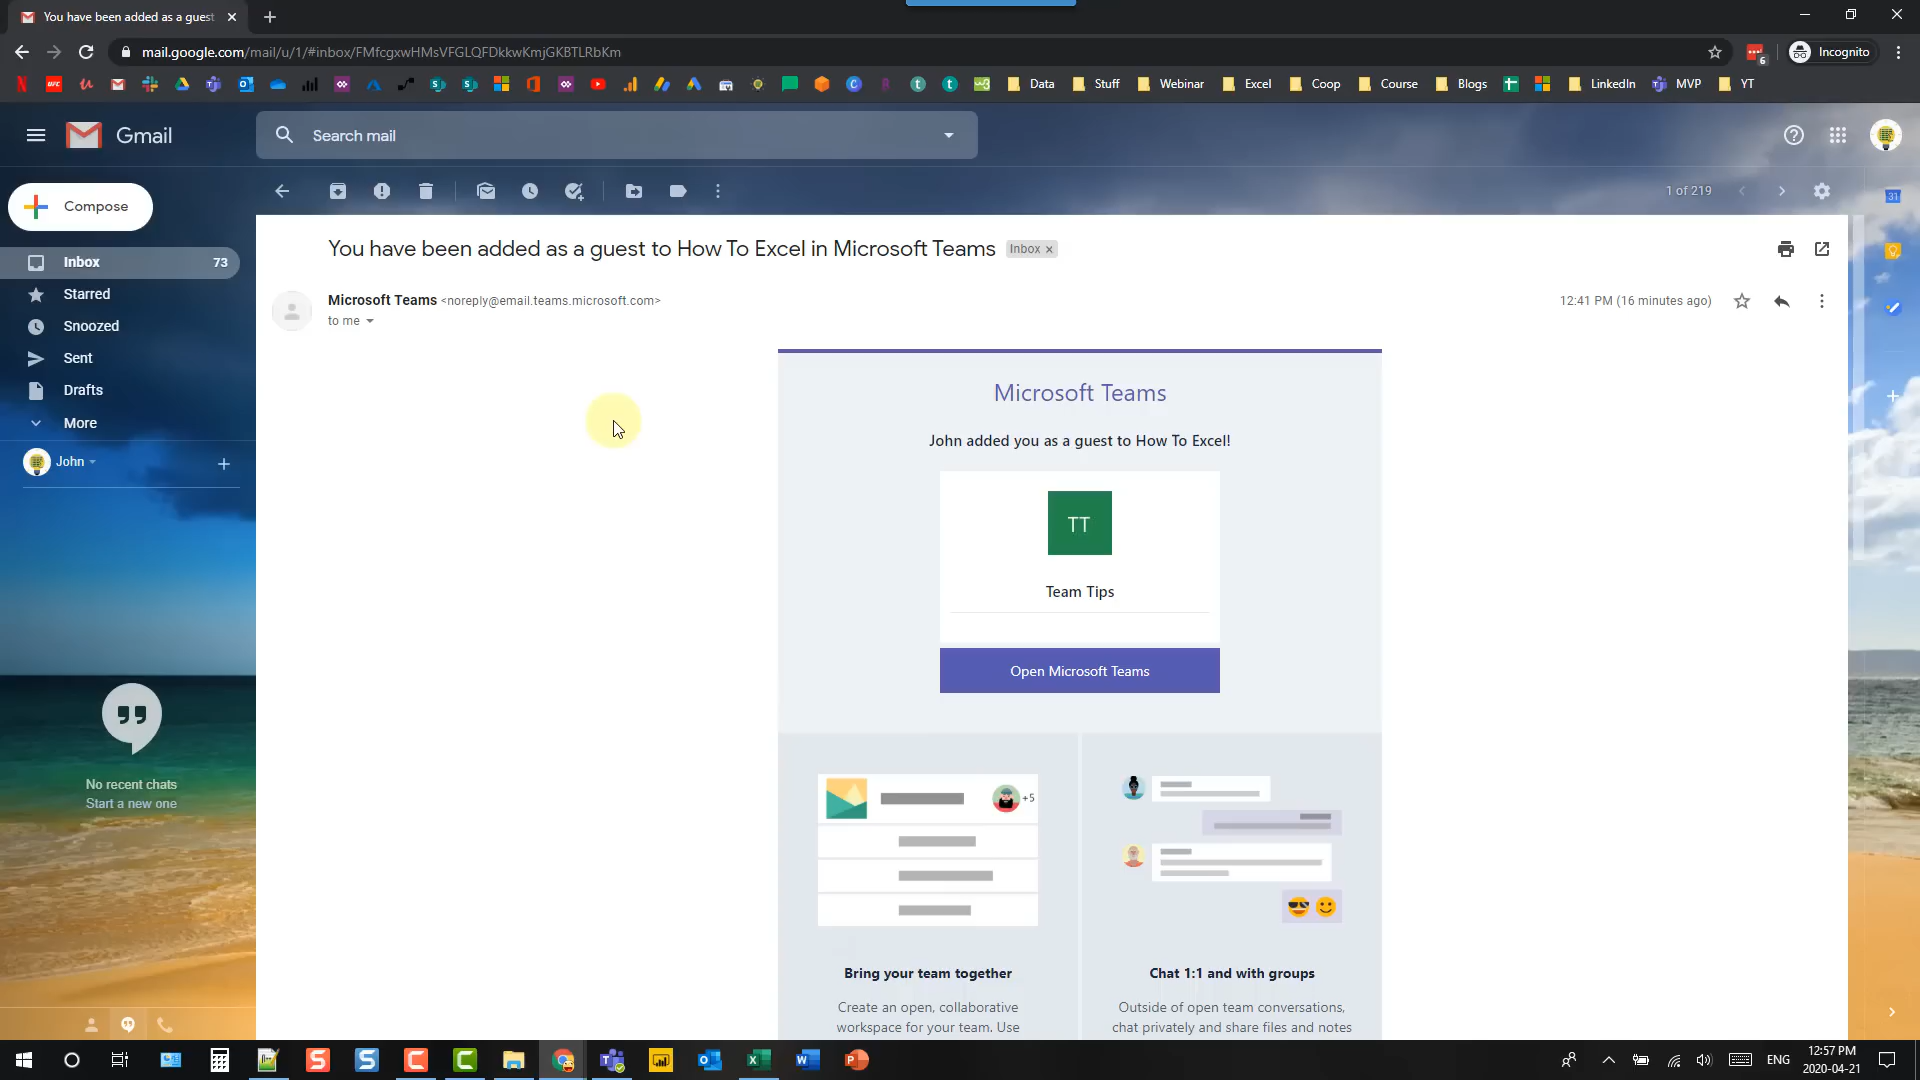 You have been added as a guest
mail.google.com/mail/u/1/#inbox/FMfcgxwHMsVFGLQFDkkwKmjGKBTLRbKm
6
Incognito
UFC
Data
Stuff
Webinar
Excel
Coop
Course
Blogs
LinkedIn
MVP
YT
Gmail
Search mail
Compose
1 of 219
31
You have been added as a guest to How To Excel in Microsoft Teams
Inbox x
Inbox
73
Starred
Snoozed
Sent
Drafts
More
John
Microsoft Teams <noreply@email.teams.microsoft.com>
12:41 PM (16 minutes ago)
to me
Microsoft Teams
John added you as a guest to How To Excel!
TT
Team Tips
Open Microsoft Teams
No recent chats
Start a new one
+5
Bring your team together
Create an open, collaborative
workspace for your team. Use
Chat 1:1 and with groups
Outside of open team conversations,
chat privately and share files and notes
ENG
12:57 PM
2020-04-21